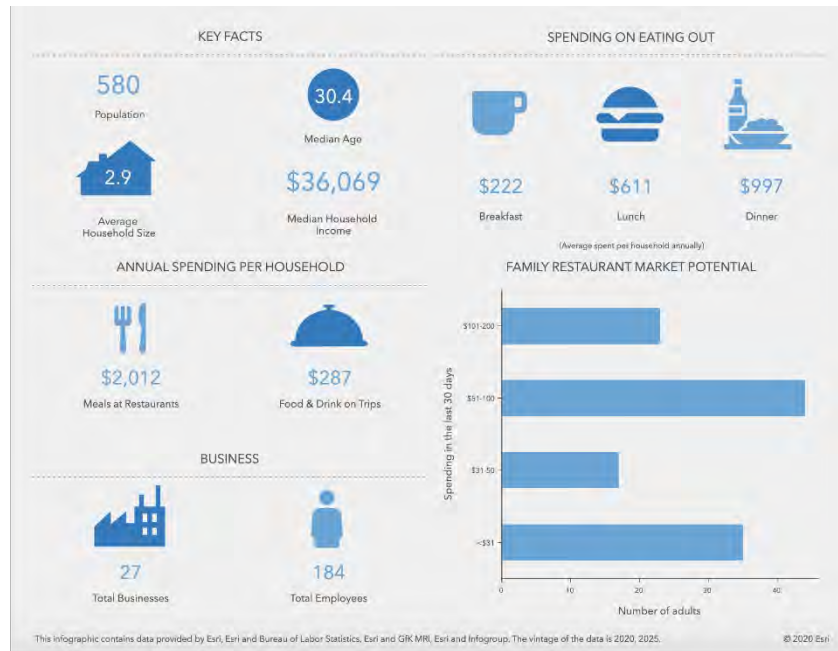 KEY FACTS
580
Population
30.4
Median Age
2.9
Average
Household Size
$36,069
Median Household
Income
SPENDING ON EATING OUT
$222
Breakfast
$611
Lunch
$997
Dinner
(Average spent per household annually)
ANNUAL SPENDING PER HOUSEHOLD
$2,012
Meals at Restaurants
$287
Food & Drink on Trips
BUSINESS
27
Total Businesses
184
Total Employees
FAMILY RESTAURANT MARKET POTENTIAL
Spending in the last 30 days
$101-200
$51-100
$31-50
<$31
0 10 20 30 40
Number of adults
This infographic contains data provided by Esri, Esri and Bureau of Labor Statistics, Esri and GfK MRI, Esri and Infogroup. The vintage of the data is 2020, 2025.
© 2020 Esri